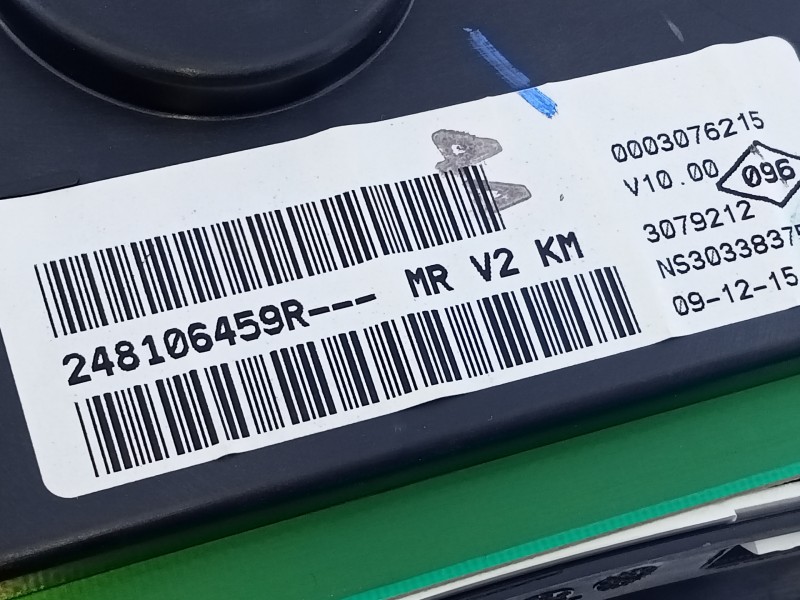 0003076215
V10.00 096
3079212
NS3033837
09-12-15
248106459R--- MR V2 KM